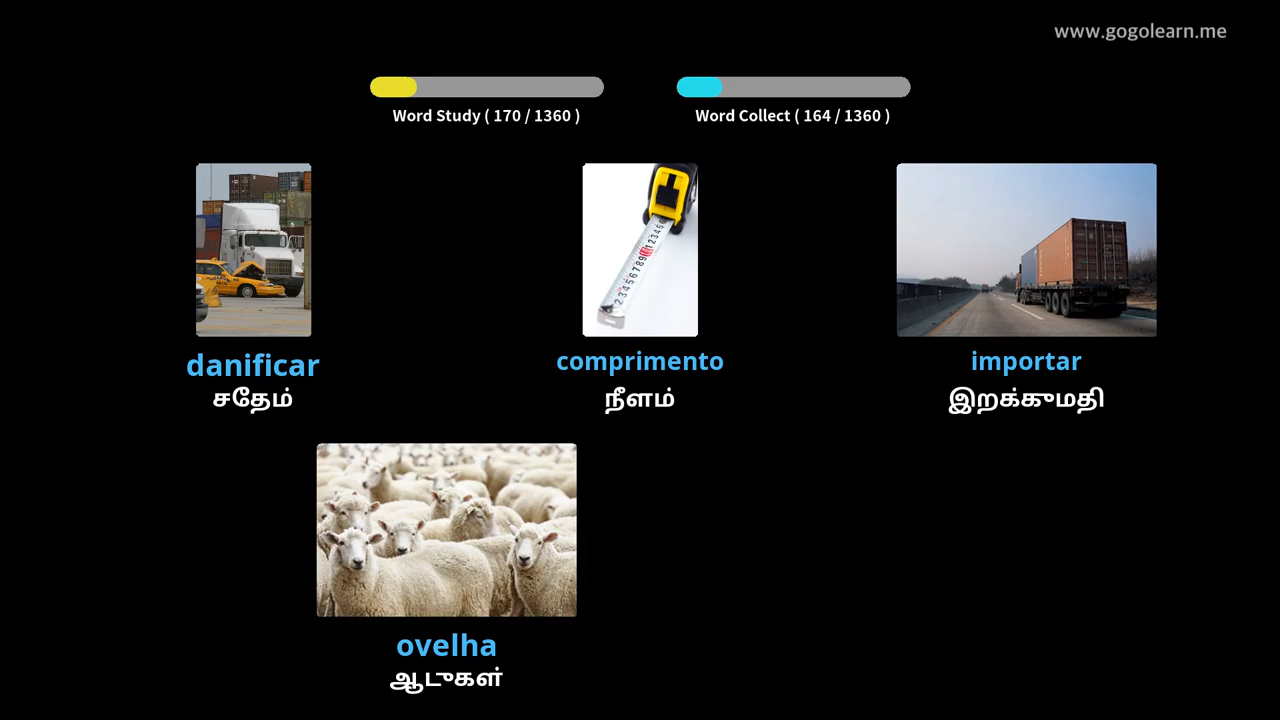 www.gogolearn.me
Word Study ( 170 / 1360 )
Word Collect ( 164 / 1360 )
danificar
சதேம்
comprimento
நீளம்
importar
இறக்குமதி
ovelha
ஆடுகள்